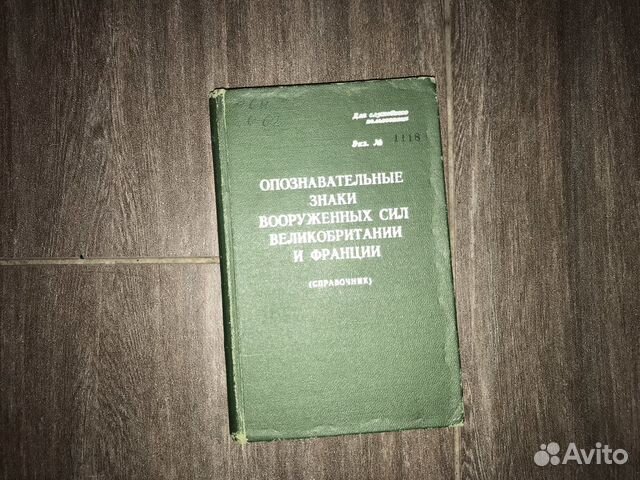 Для служебного
пользования
Экз. № 1118
ОПОЗНАВАТЕЛЬНЫЕ
ЗНАКИ
ВООРУЖЕННЫХ СИЛ
ВЕЛИКОБРИТАНИИ
И ФРАНЦИИ
(СПРАВОЧНИК)
Avito